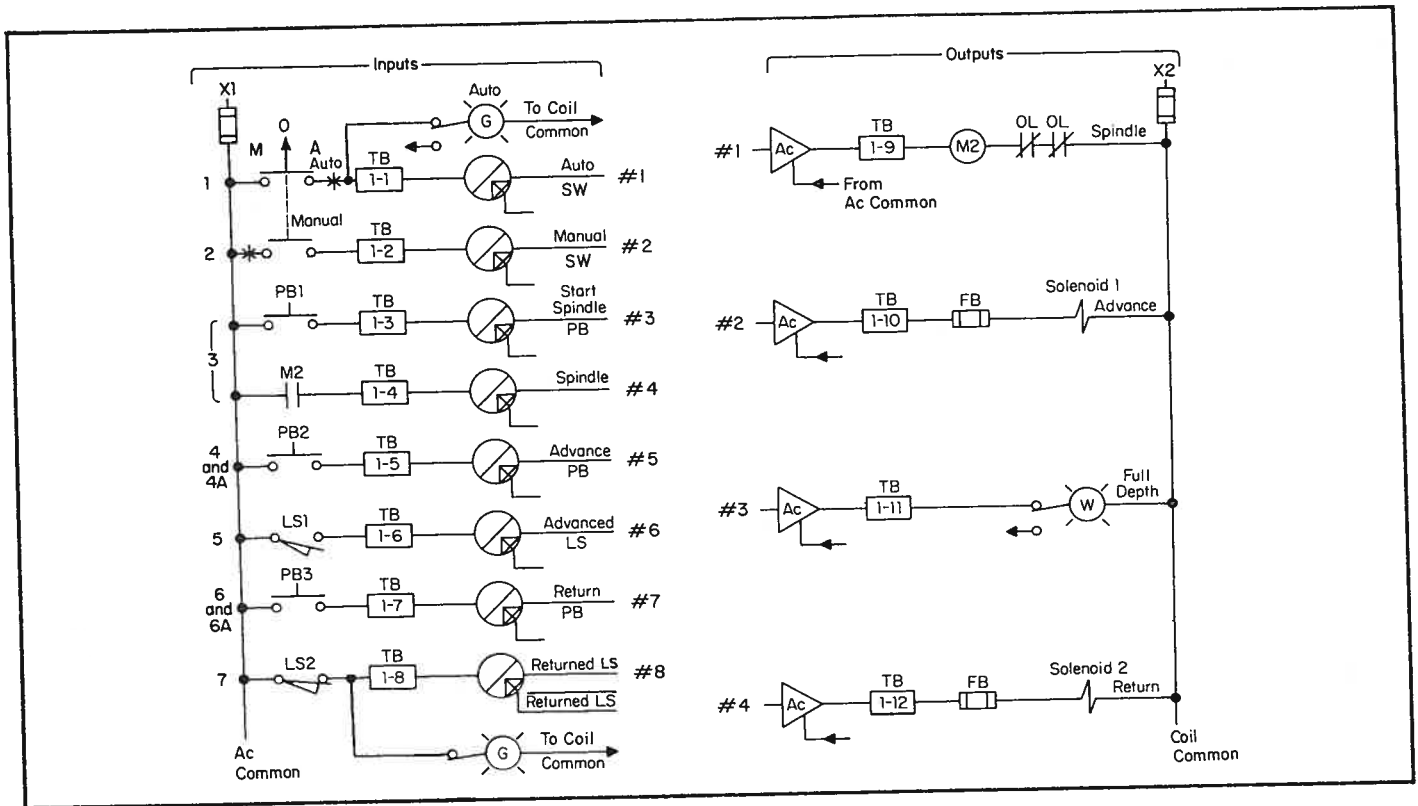 Inputs
X1
Auto
G
To Coil
Common
M
O
A
Auto
TB
1
1-1
Auto
SW
#1
Manual
TB
2
1-2
Manual
SW
#2
PB1
TB
1-3
Start
Spindle
PB
#3
3
M2
TB
1-4
Spindle
#4
PB2
TB
4
and
4A
1-5
Advance
PB
#5
LS1
TB
5
1-6
Advanced
LS
#6
PB3
TB
6
and
6A
1-7
Return
PB
#7
LS2
TB
7
1-8
Returned LS
#8
Returned LS
G
To Coil
Common
Ac
Common
Outputs
X2
#1
Ac
TB
1-9
M2
OL OL
Spindle
From
Ac Common
#2
Ac
TB
1-10
FB
Solenoid 1
Advance
#3
Ac
TB
1-11
W
Full
Depth
#4
Ac
TB
1-12
FB
Solenoid 2
Return
Coil
Common